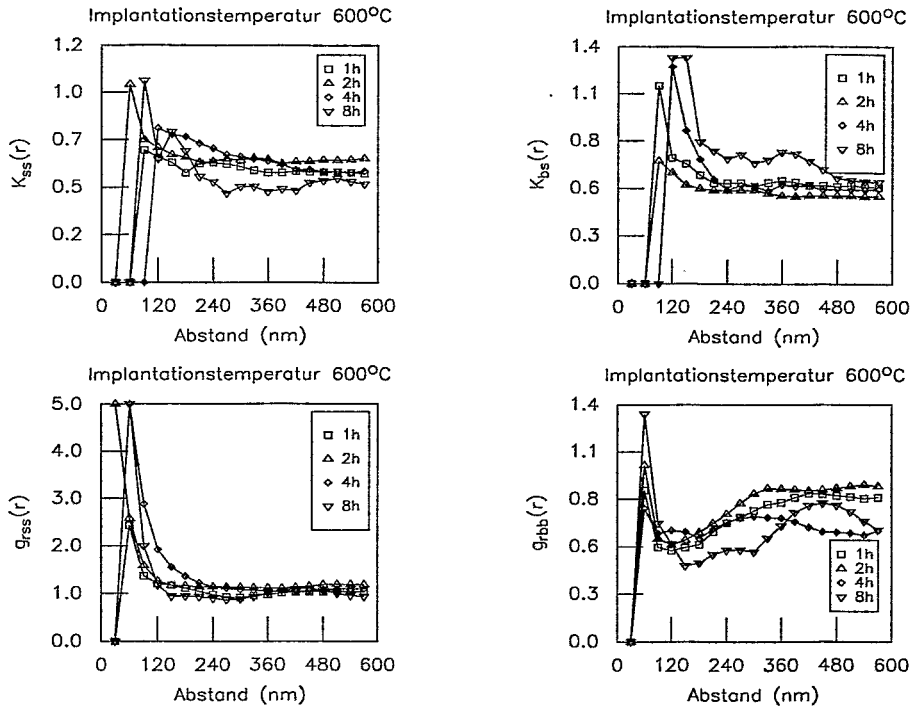 Implantationstemperatur 600°C
1.2
1.0
0.7
0.5
0.2
0.0
K_ss(r)
1h
2h
4h
8h
0 120 240 360 480 600
Abstand (nm)
Implantationstemperatur 600°C
1.4
1.1
0.8
0.6
0.3
0.0
K_bs(r)
1h
2h
4h
8h
0 120 240 360 480 600
Abstand (nm)
Implantationstemperatur 600°C
5.0
4.0
3.0
2.0
1.0
0.0
g_rss(r)
1h
2h
4h
8h
0 120 240 360 480 600
Abstand (nm)
Implantationstemperatur 600°C
1.4
1.1
0.8
0.6
0.3
0.0
g_rbb(r)
1h
2h
4h
8h
0 120 240 360 480 600
Abstand (nm)